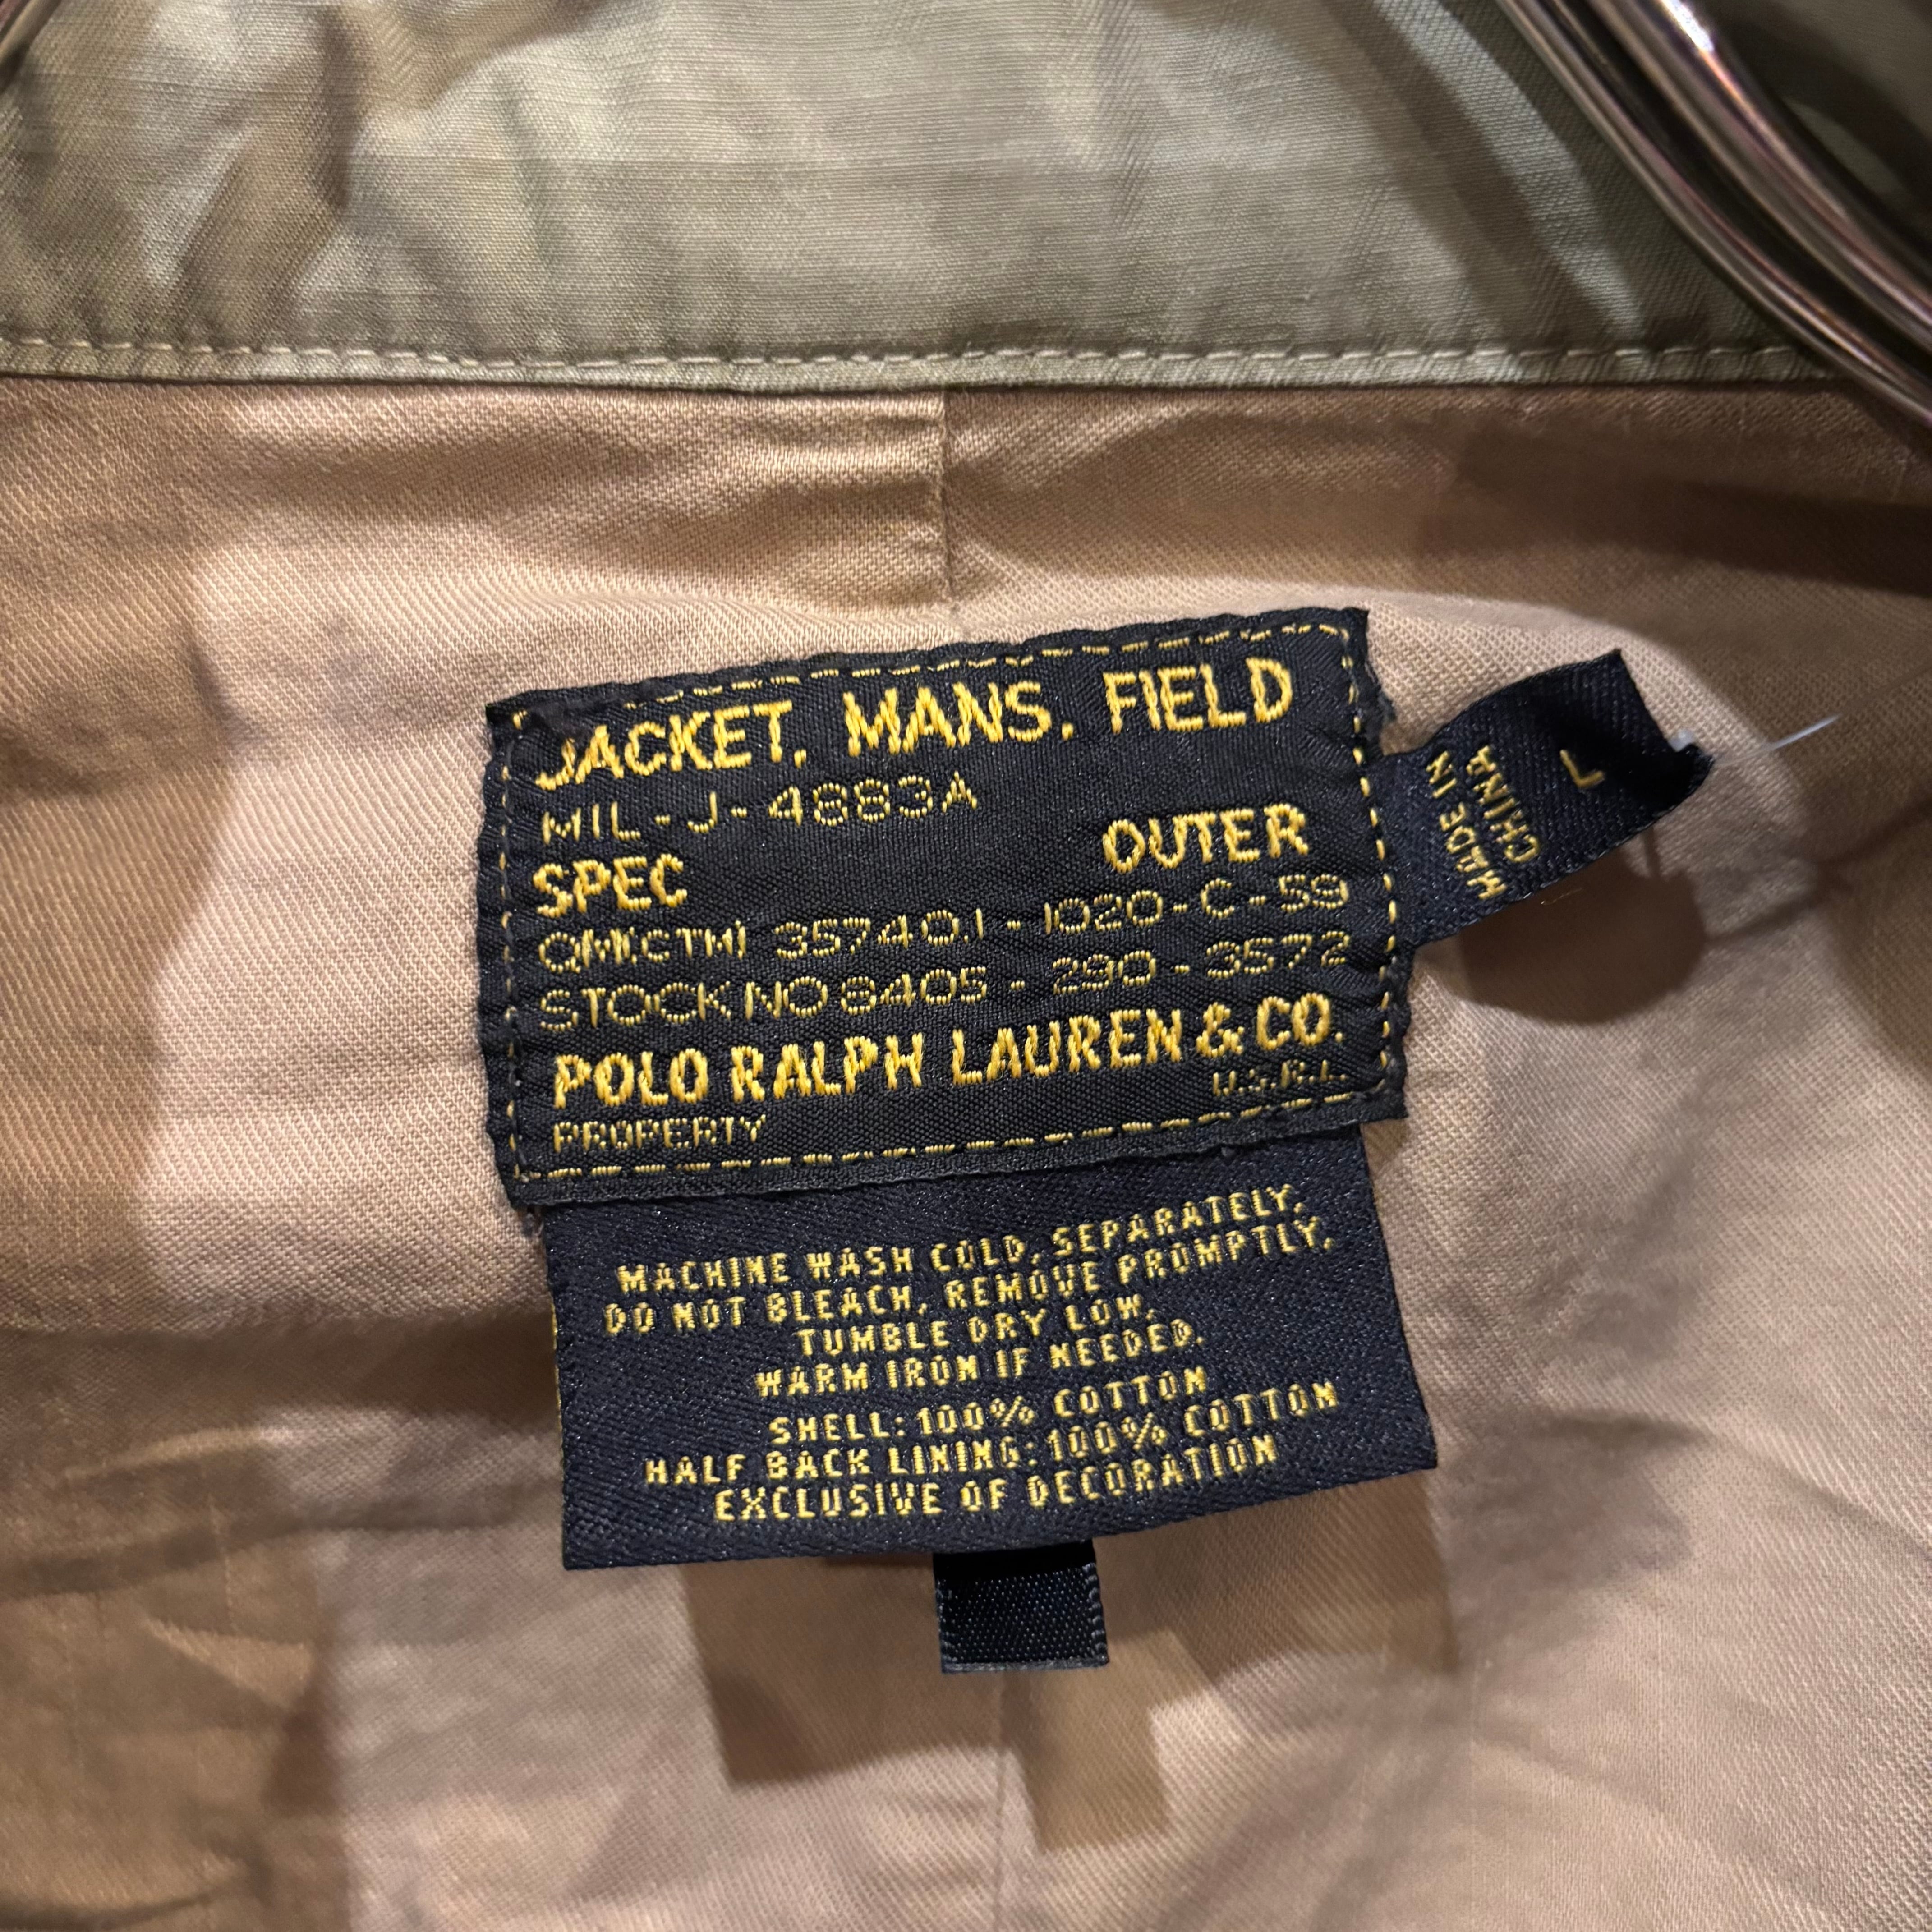 JACKET, MANS, FIELD
MIL-J-4883A
SPEC OUTER
Q(M.CTM) 35740.1-1020-C-59
STOCK NO 8405-290-3572
POLO RALPH LAUREN & CO.
U.S.R.L.
PROPERTY
MADE IN
CHINA
L
MACHINE WASH COLD, SEPARATELY.
DO NOT BLEACH, REMOVE PROMPTLY,
TUMBLE DRY LOW,
WARM IRON IF NEEDED.
SHELL: 100% COTTON
HALF BACK LINING: 100% COTTON
EXCLUSIVE OF DECORATION